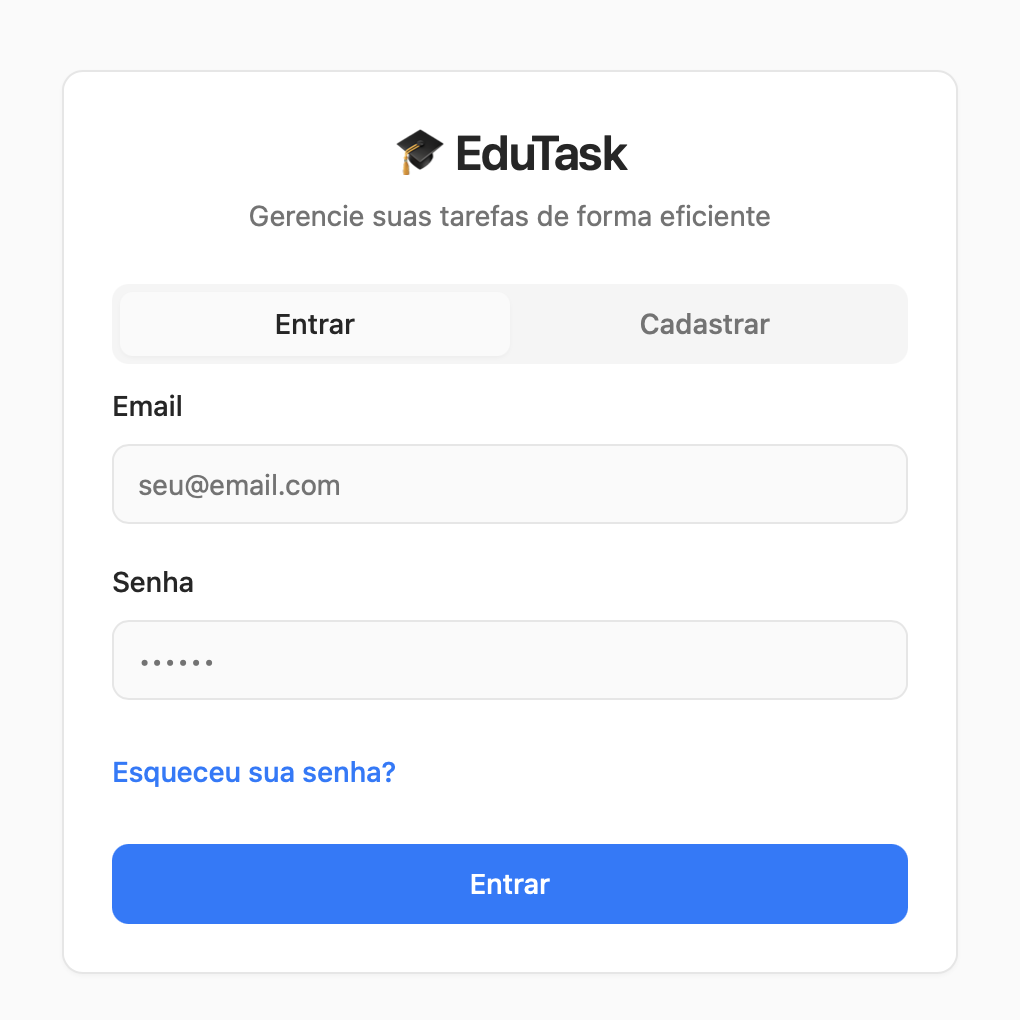 EduTask
Gerencie suas tarefas de forma eficiente
Entrar
Cadastrar
Email
seu@email.com
Senha
••••••
Esqueceu sua senha?
Entrar